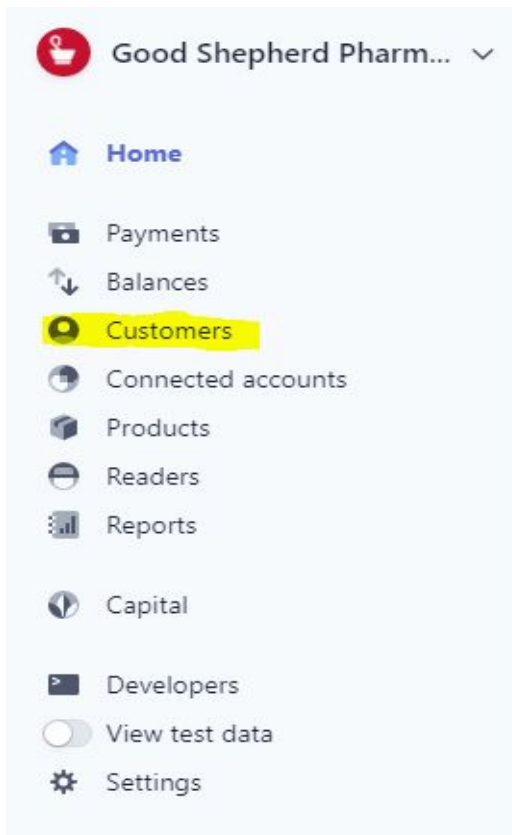 Good Shepherd Pharm...
Home
Payments
Balances
Customers
Connected accounts
Products
Readers
Reports
Capital
Developers
View test data
Settings